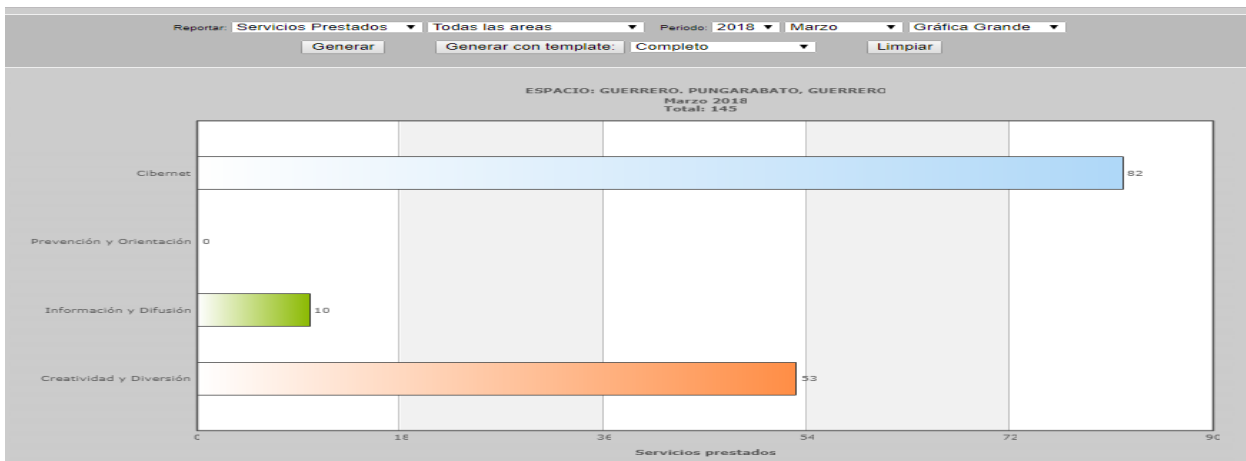 Reportar: Servicios Prestados Todas las areas Periodo: 2018 Marzo Gráfica Grande
Generar Generar con template: Completo Limpiar
ESPACIO: GUERRERO. PUNGARABATO, GUERRERO
Marzo 2018
Total: 145
Cibernet 82
Prevención y Orientación 0
Información y Difusión 10
Creatividad y Diversión 53
0 18 36 54 72 90
Servicios prestados